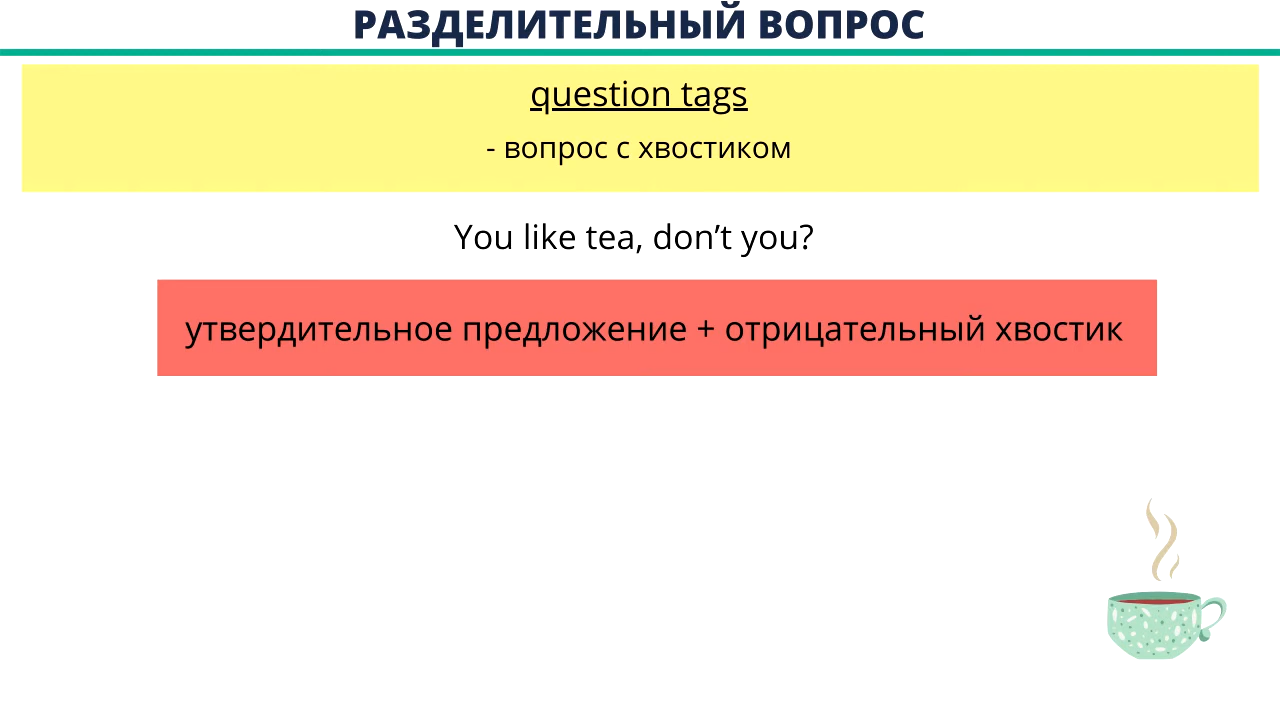 РАЗДЕЛИТЕЛЬНЫЙ ВОПРОС
question tags
- вопрос с хвостиком
You like tea, don’t you?
утвердительное предложение + отрицательный хвостик